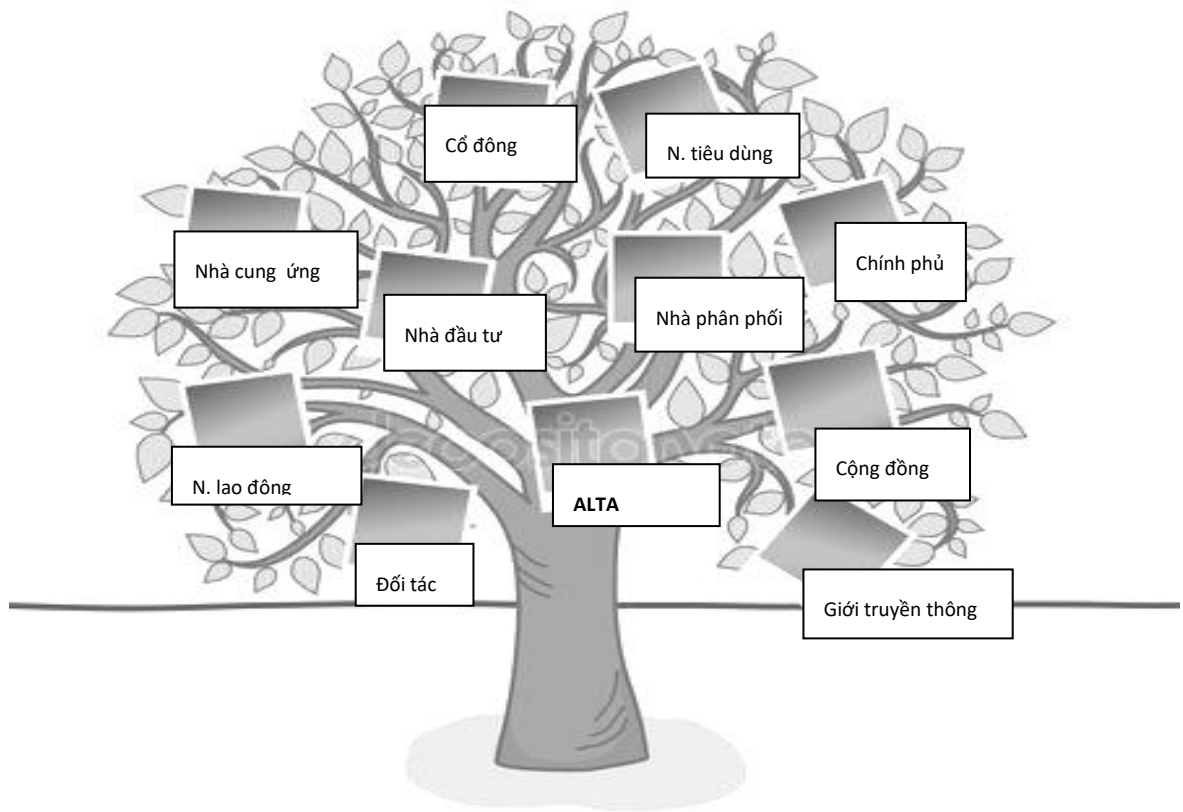 Cổ đông
N. tiêu dùng
Nhà cung ứng
Chính phủ
Nhà đầu tư
Nhà phân phối
N. lao động
Cộng đồng
ALTA
Đối tác
Giới truyền thông